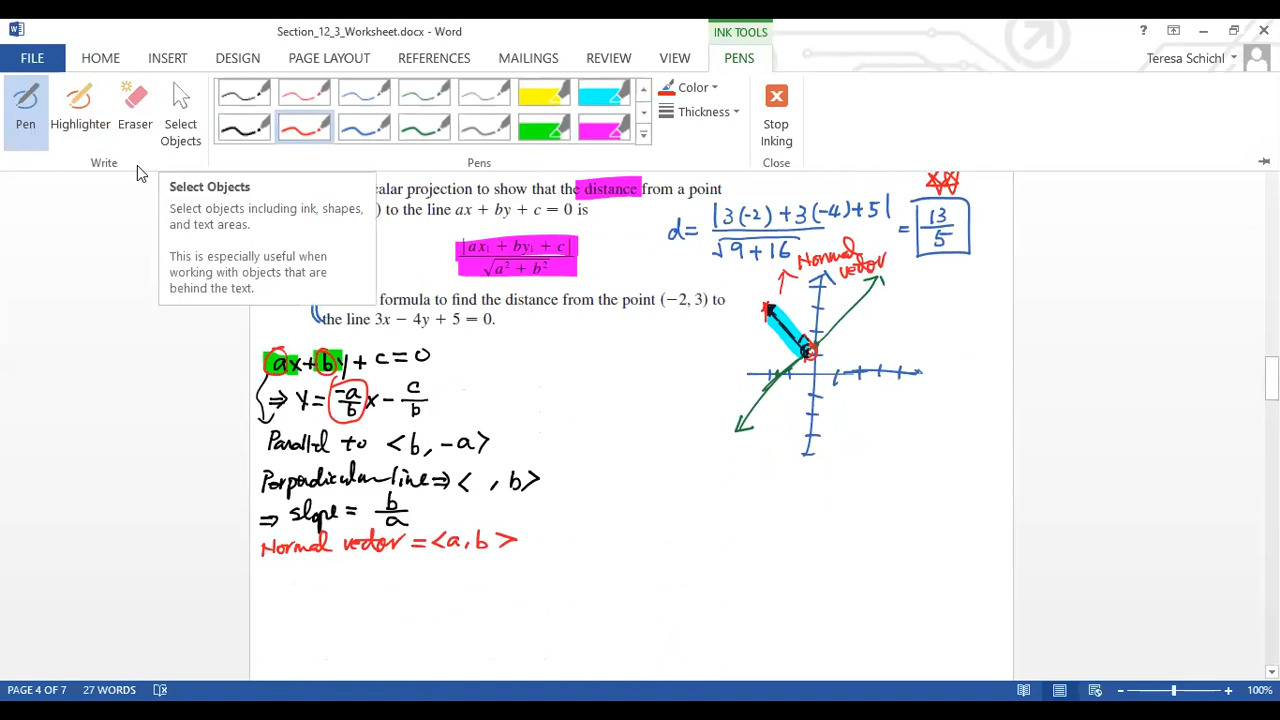 Section_12_3_Worksheet.docx - Word
INK TOOLS
?
FILE HOME INSERT DESIGN PAGE LAYOUT REFERENCES MAILINGS REVIEW VIEW PENS
Teresa Schichl
Pen Highlighter Eraser Select Objects
Color
Thickness
Stop Inking
Write Pens Close
Select Objects
Select objects including ink, shapes, and text areas.
This is especially useful when working with objects that are behind the text.
calar projection to show that the distance from a point
) to the line ax + by + c = 0 is
|ax₁ + by₁ + c|
√a² + b²
formula to find the distance from the point (−2, 3) to
the line 3x − 4y + 5 = 0.
d = |3(-2) + 3(-4) + 5| / √9 + 16 = 13/5
Normal vector
ax + by + c = 0
⇒ y = -a/b x - c/b
Parallel to <b, -a>
Perpendicular line ⇒ < , b>
⇒ slope = b/a
Normal vector = <a, b>
PAGE 4 OF 7 27 WORDS
100%